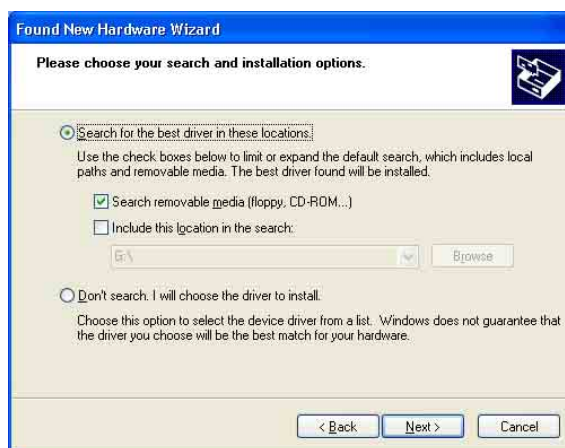 Found New Hardware Wizard
Please choose your search and installation options.
Search for the best driver in these locations.
Use the check boxes below to limit or expand the default search, which includes local
paths and removable media. The best driver found will be installed.
Search removable media (floppy, CD-ROM...)
Include this location in the search:
G:\
Browse
Don't search. I will choose the driver to install.
Choose this option to select the device driver from a list. Windows does not guarantee that
the driver you choose will be the best match for your hardware.
< Back Next > Cancel